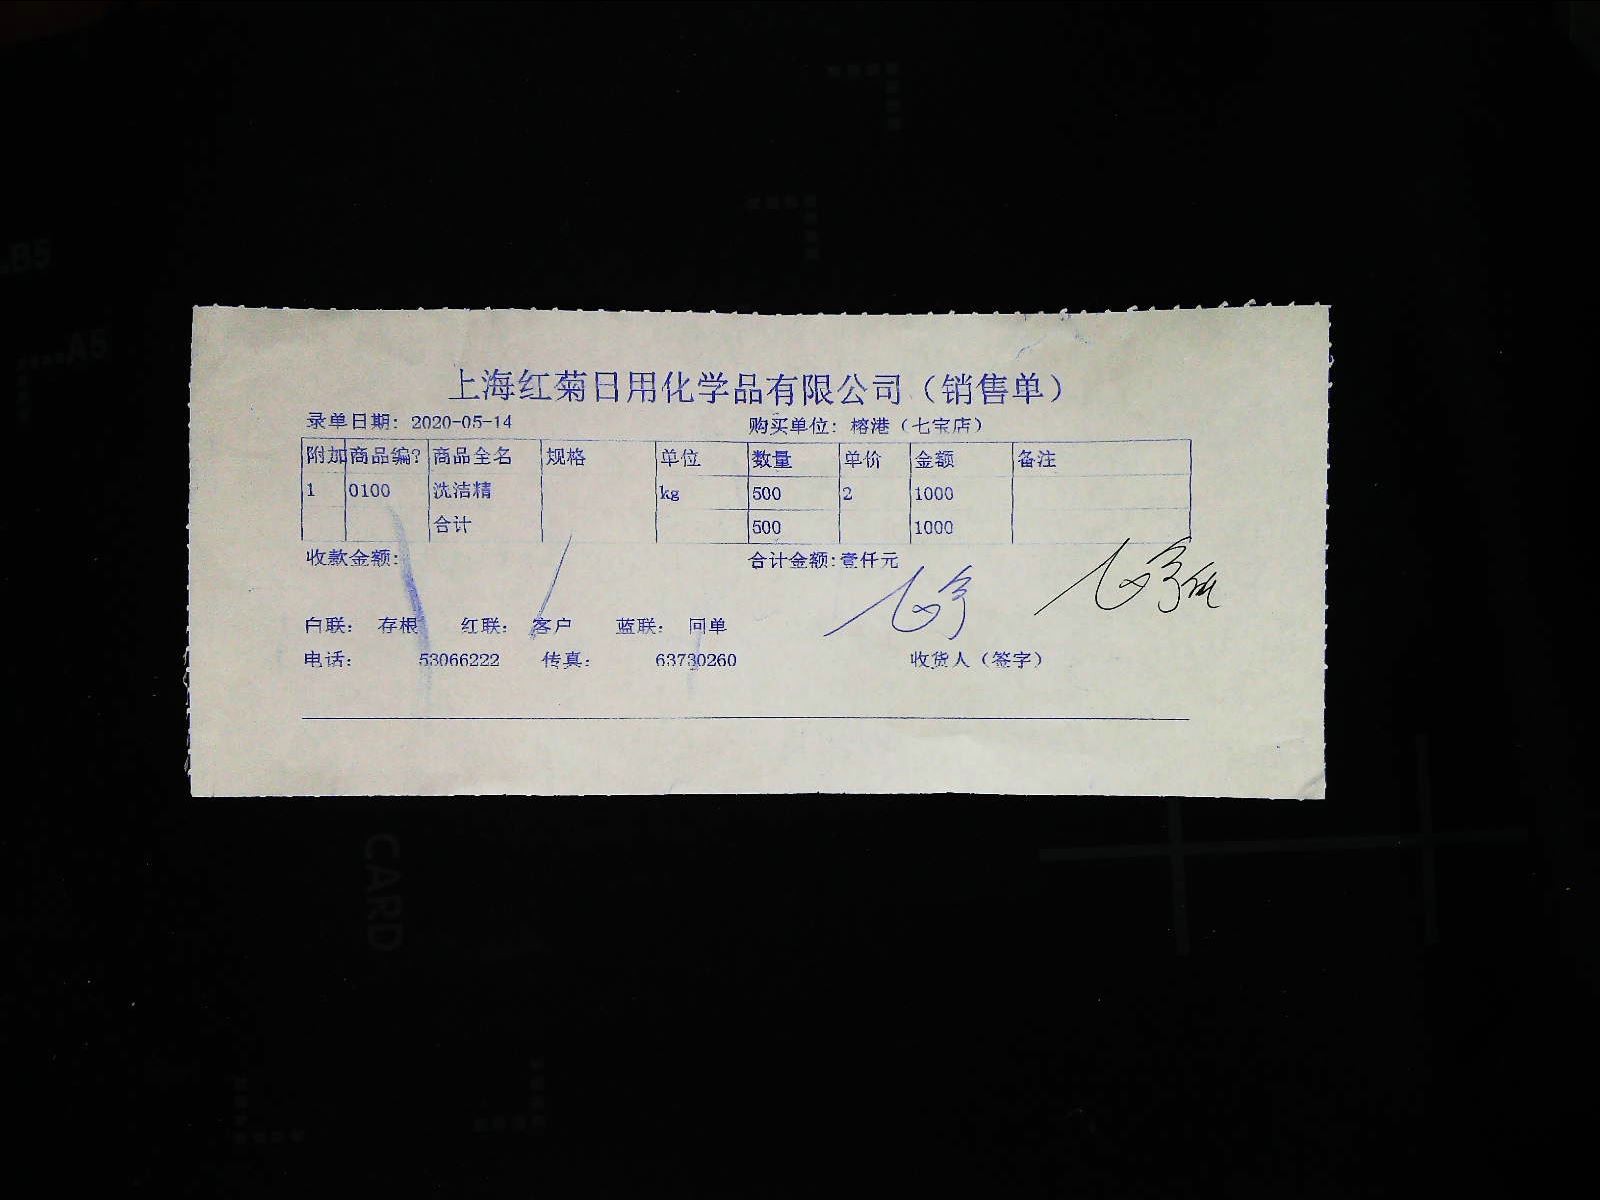 上海红菊日用化学品有限公司（销售单）
录单日期: 2020-05-14 购买单位: 榕港（七宝店）
附加 商品编? 商品全名 规格 单位 数量 单价 金额 备注
1 0100 洗洁精 kg 500 2 1000
合计 500 1000
收款金额: 合计金额:壹仟元
白联: 存根 红联: 客户 蓝联: 回单
电话: 53066222 传真: 63730260 收货人（签字）
B5
A5
CARD